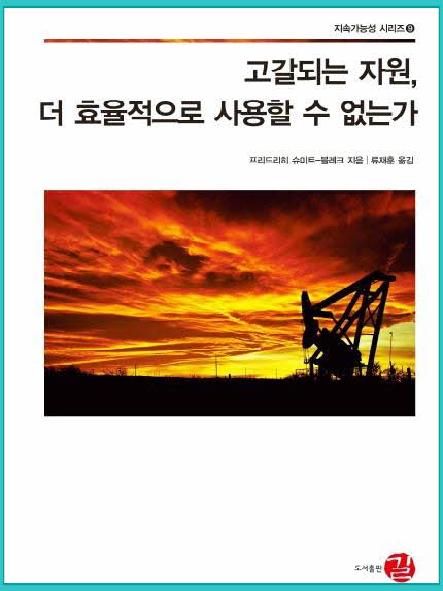 지속가능성 시리즈 9
고갈되는 자원,
더 효율적으로 사용할 수 없는가
프리드리히 슈미트-블레크 지음 | 류재훈 옮김
도서출판 길